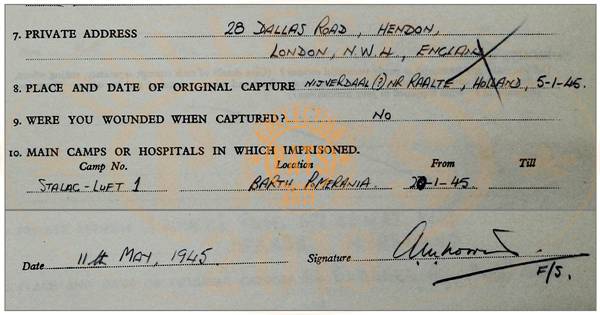 7. PRIVATE ADDRESS 28 DALLAS ROAD, HENDON,
LONDON, N.W.4., ENGLAND
8. PLACE AND DATE OF ORIGINAL CAPTURE NIJVERDAAL (?) NR RAALTE, HOLLAND, 5-1-45.
9. WERE YOU WOUNDED WHEN CAPTURED? NO
10. MAIN CAMPS OR HOSPITALS IN WHICH IMPRISONED.
Camp No. Location From Till
STALAG-LUFT 1 BARTH, POMERANIA. -1-45
Date 11th MAY, 1945 Signature
F/S.